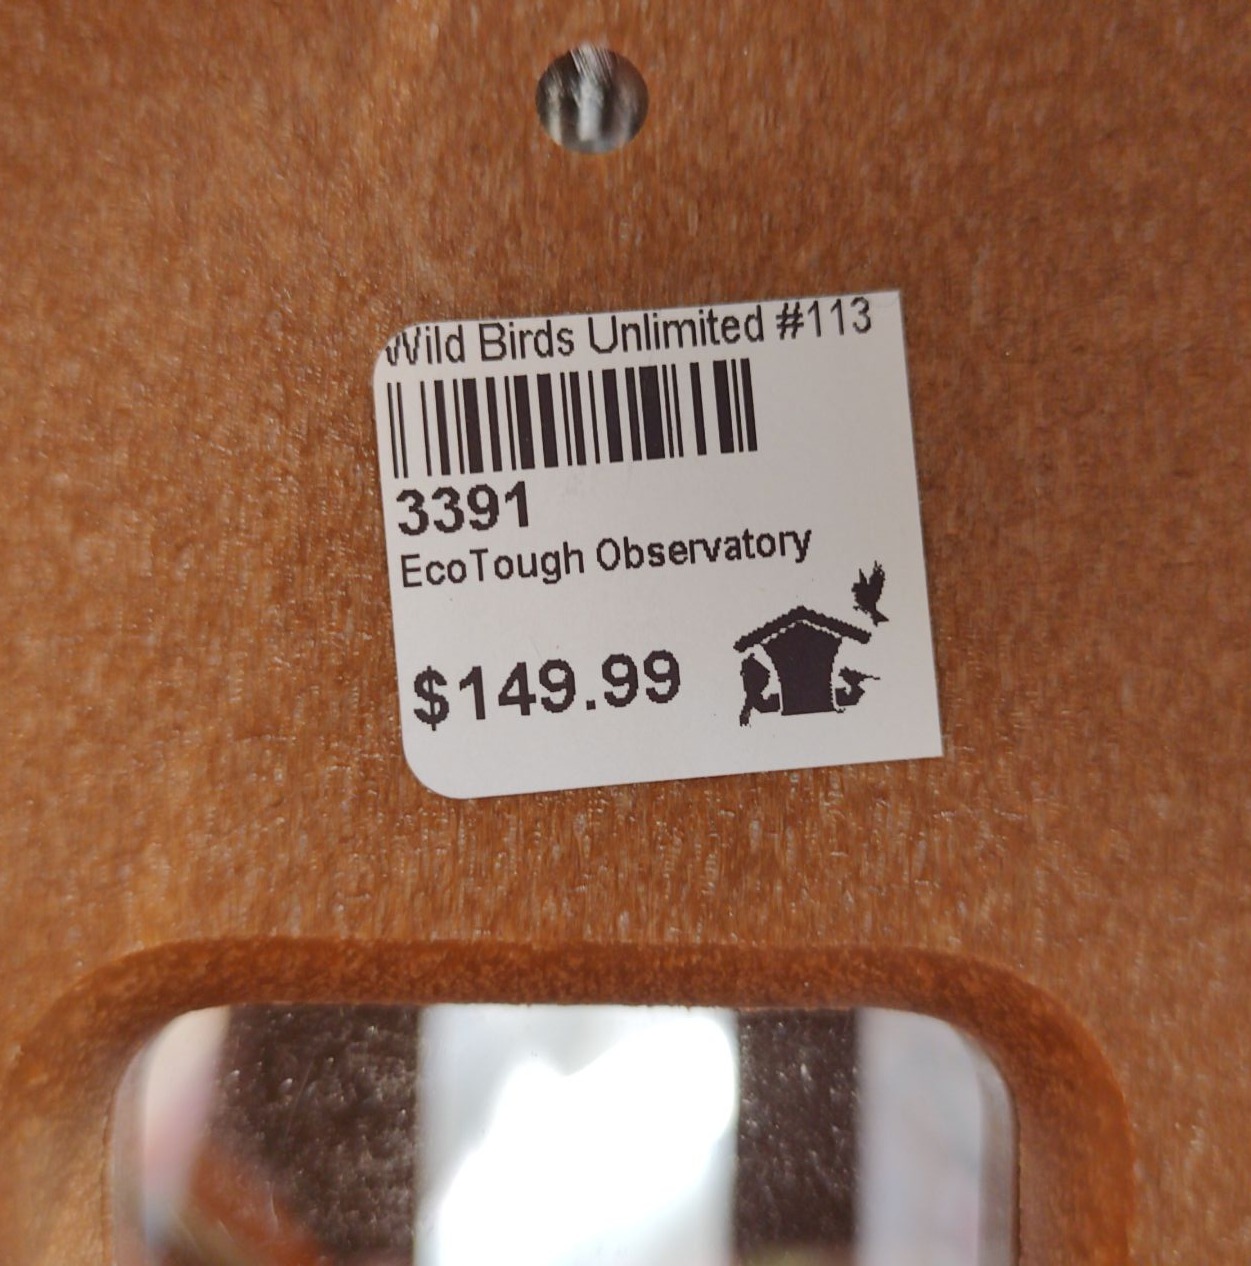 Wild Birds Unlimited #113
3391
EcoTough Observatory
$149.99